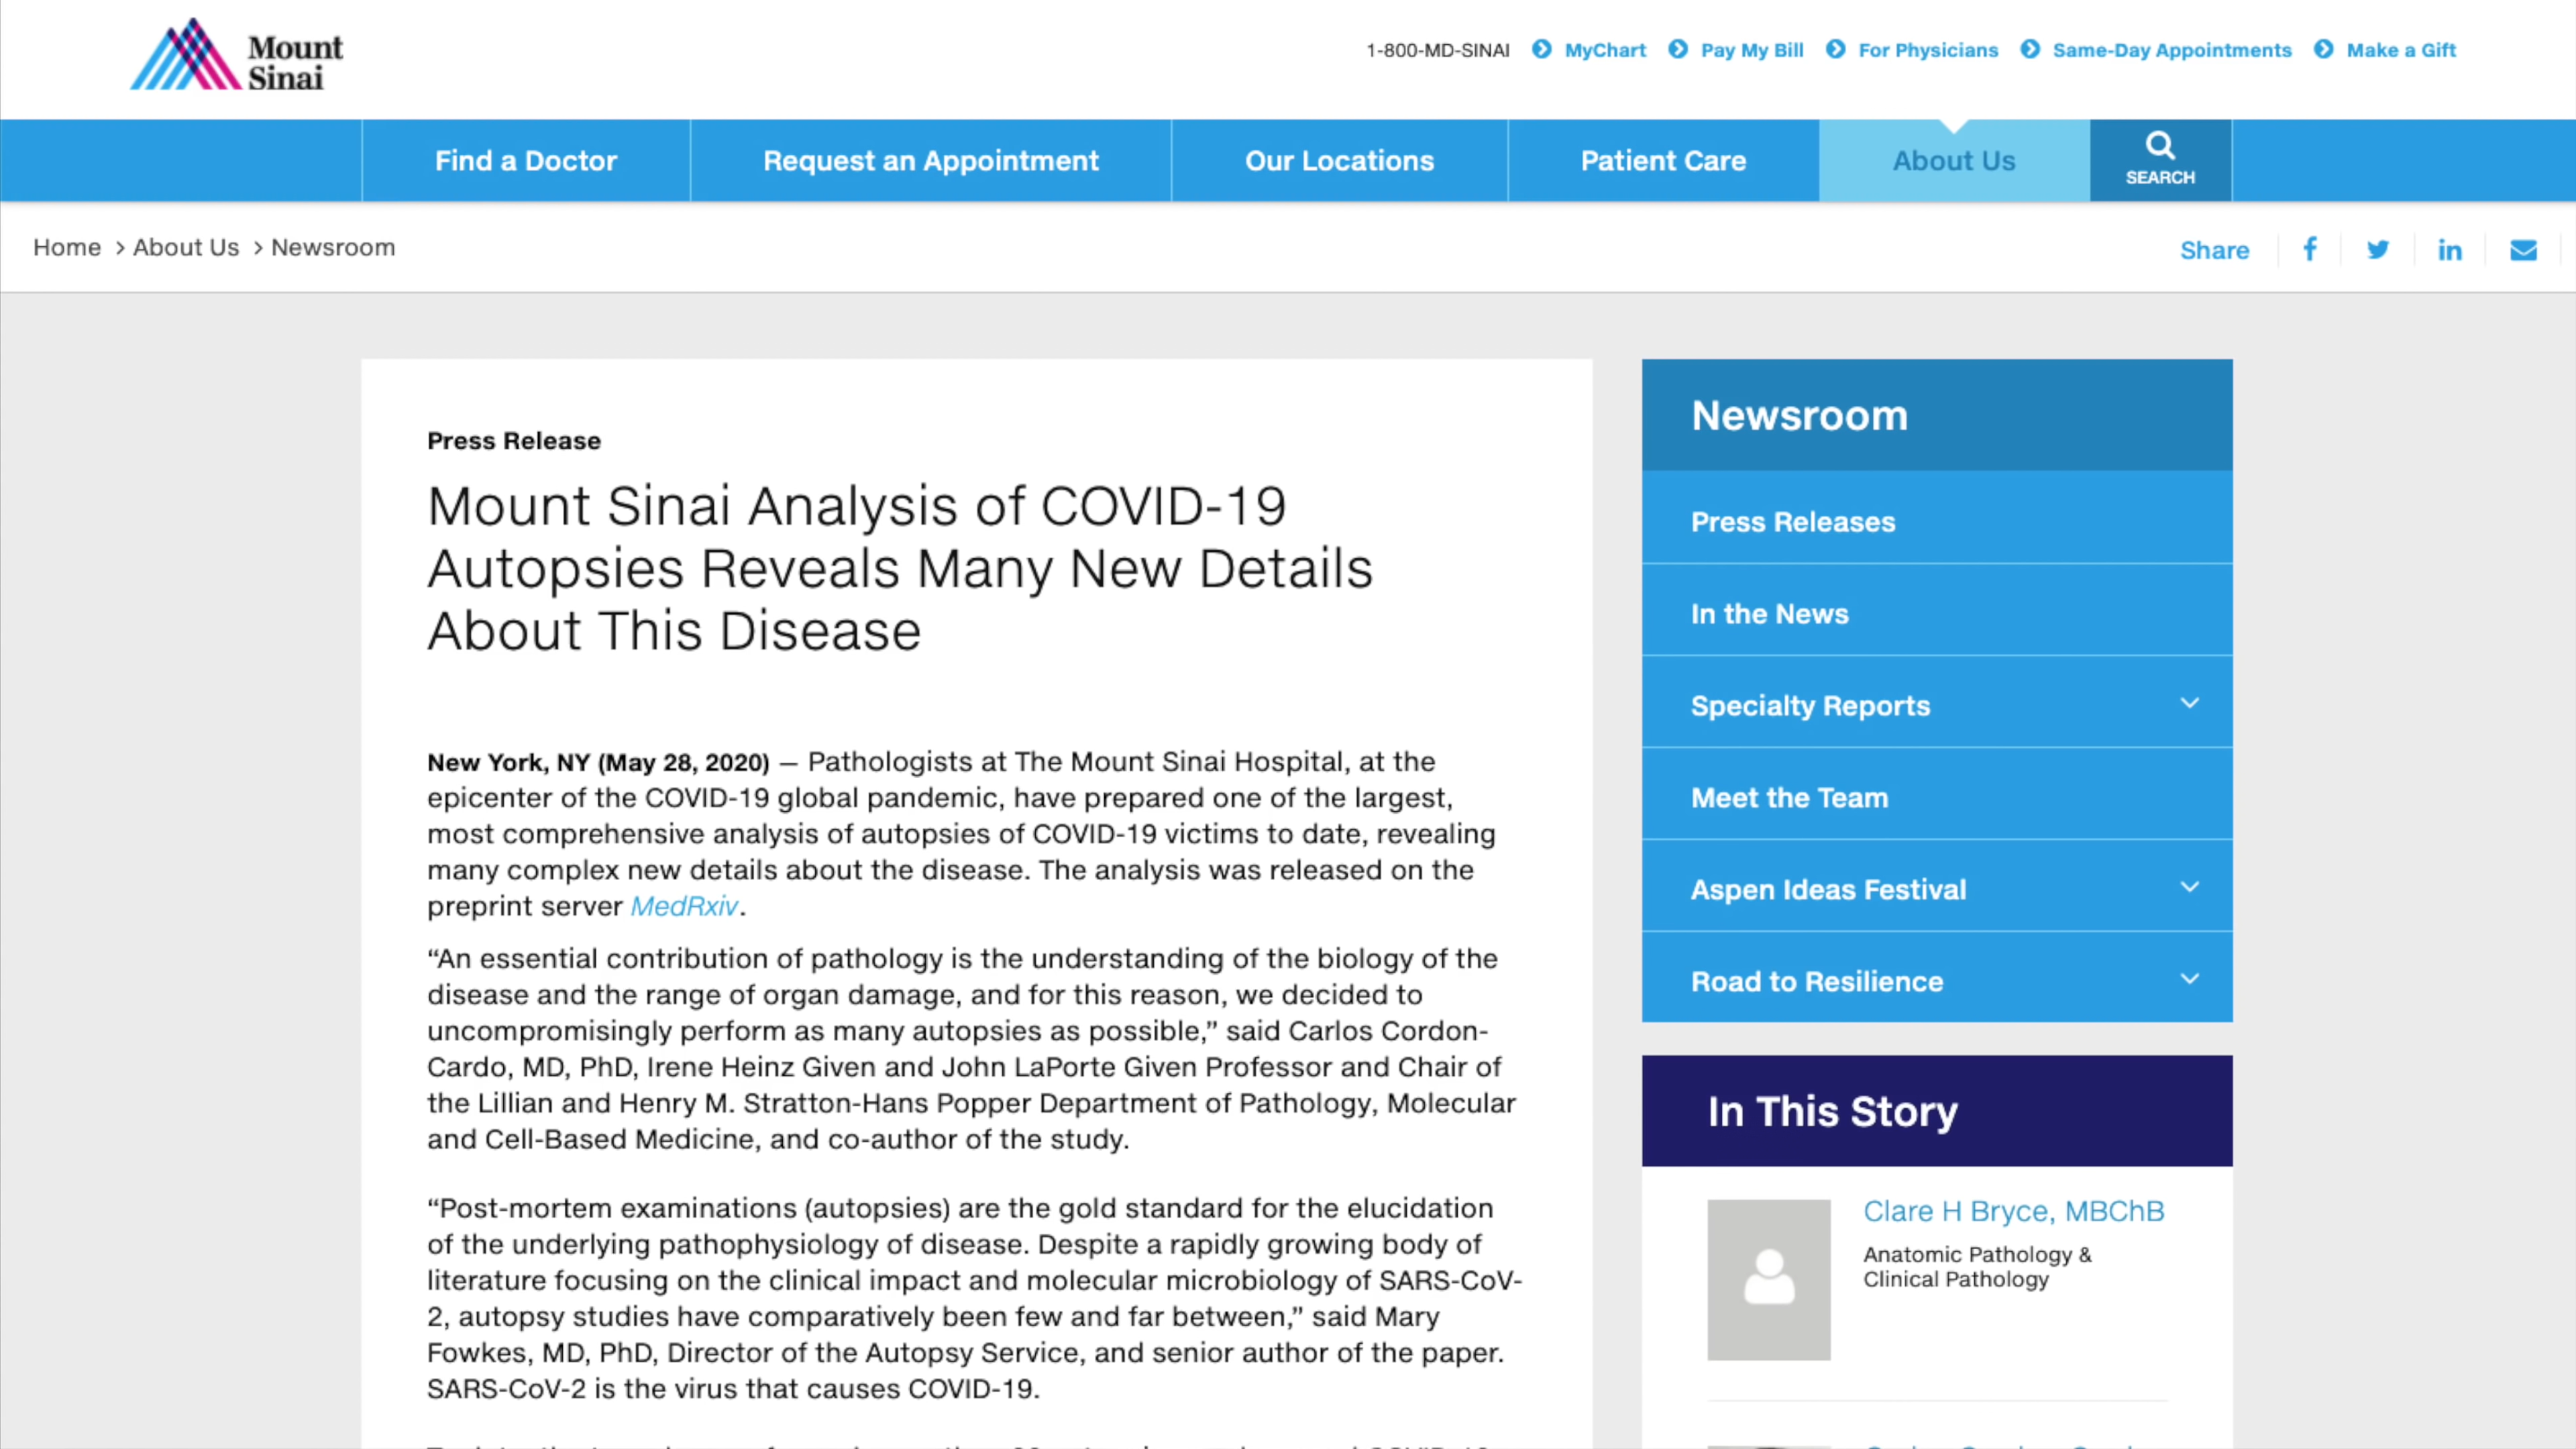 Mount
Sinai
1-800-MD-SINAI MyChart Pay My Bill For Physicians Same-Day Appointments Make a Gift
Find a Doctor Request an Appointment Our Locations Patient Care About Us SEARCH
Home > About Us > Newsroom
Share
Press Release
Mount Sinai Analysis of COVID-19
Autopsies Reveals Many New Details
About This Disease
New York, NY (May 28, 2020) — Pathologists at The Mount Sinai Hospital, at the
epicenter of the COVID-19 global pandemic, have prepared one of the largest,
most comprehensive analysis of autopsies of COVID-19 victims to date, revealing
many complex new details about the disease. The analysis was released on the
preprint server MedRxiv.
“An essential contribution of pathology is the understanding of the biology of the
disease and the range of organ damage, and for this reason, we decided to
uncompromisingly perform as many autopsies as possible,” said Carlos Cordon-
Cardo, MD, PhD, Irene Heinz Given and John LaPorte Given Professor and Chair of
the Lillian and Henry M. Stratton-Hans Popper Department of Pathology, Molecular
and Cell-Based Medicine, and co-author of the study.
“Post-mortem examinations (autopsies) are the gold standard for the elucidation
of the underlying pathophysiology of disease. Despite a rapidly growing body of
literature focusing on the clinical impact and molecular microbiology of SARS-CoV-
2, autopsy studies have comparatively been few and far between,” said Mary
Fowkes, MD, PhD, Director of the Autopsy Service, and senior author of the paper.
SARS-CoV-2 is the virus that causes COVID-19.
Newsroom
Press Releases
In the News
Specialty Reports
Meet the Team
Aspen Ideas Festival
Road to Resilience
In This Story
Clare H Bryce, MBChB
Anatomic Pathology &
Clinical Pathology